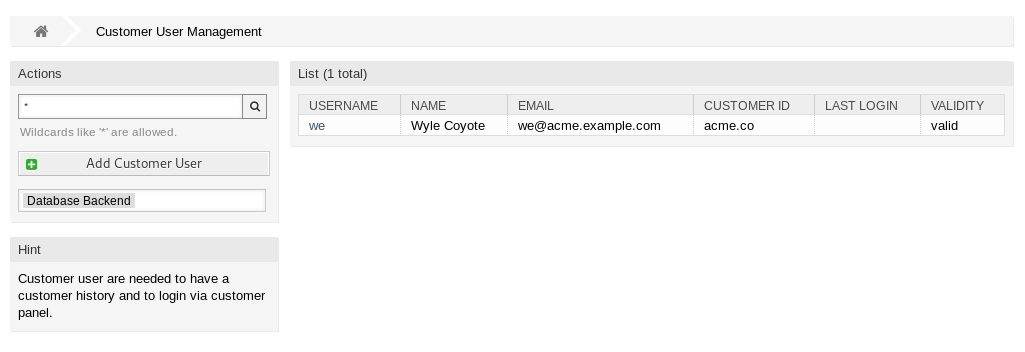 Customer User Management
Actions
*
Wildcards like '*' are allowed.
Add Customer User
Database Backend
Hint
Customer user are needed to have a
customer history and to login via customer
panel.
List (1 total)
USERNAME NAME EMAIL CUSTOMER ID LAST LOGIN VALIDITY
we Wyle Coyote we@acme.example.com acme.co valid